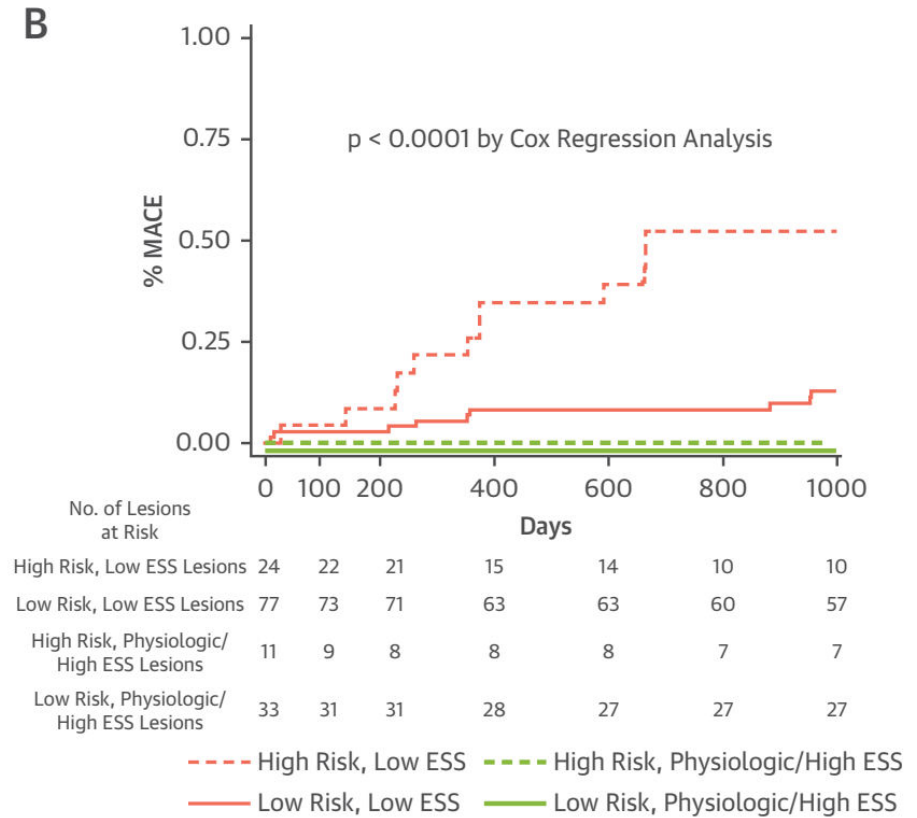 B
1.00
0.75
0.50
0.25
0.00
% MACE
p < 0.0001 by Cox Regression Analysis
0 100 200 400 600 800 1000
Days
No. of Lesions
at Risk
High Risk, Low ESS Lesions 24 22 21 15 14 10 10
Low Risk, Low ESS Lesions 77 73 71 63 63 60 57
High Risk, Physiologic/
High ESS Lesions 11 9 8 8 8 7 7
Low Risk, Physiologic/
High ESS Lesions 33 31 31 28 27 27 27
High Risk, Low ESS High Risk, Physiologic/High ESS
Low Risk, Low ESS Low Risk, Physiologic/High ESS